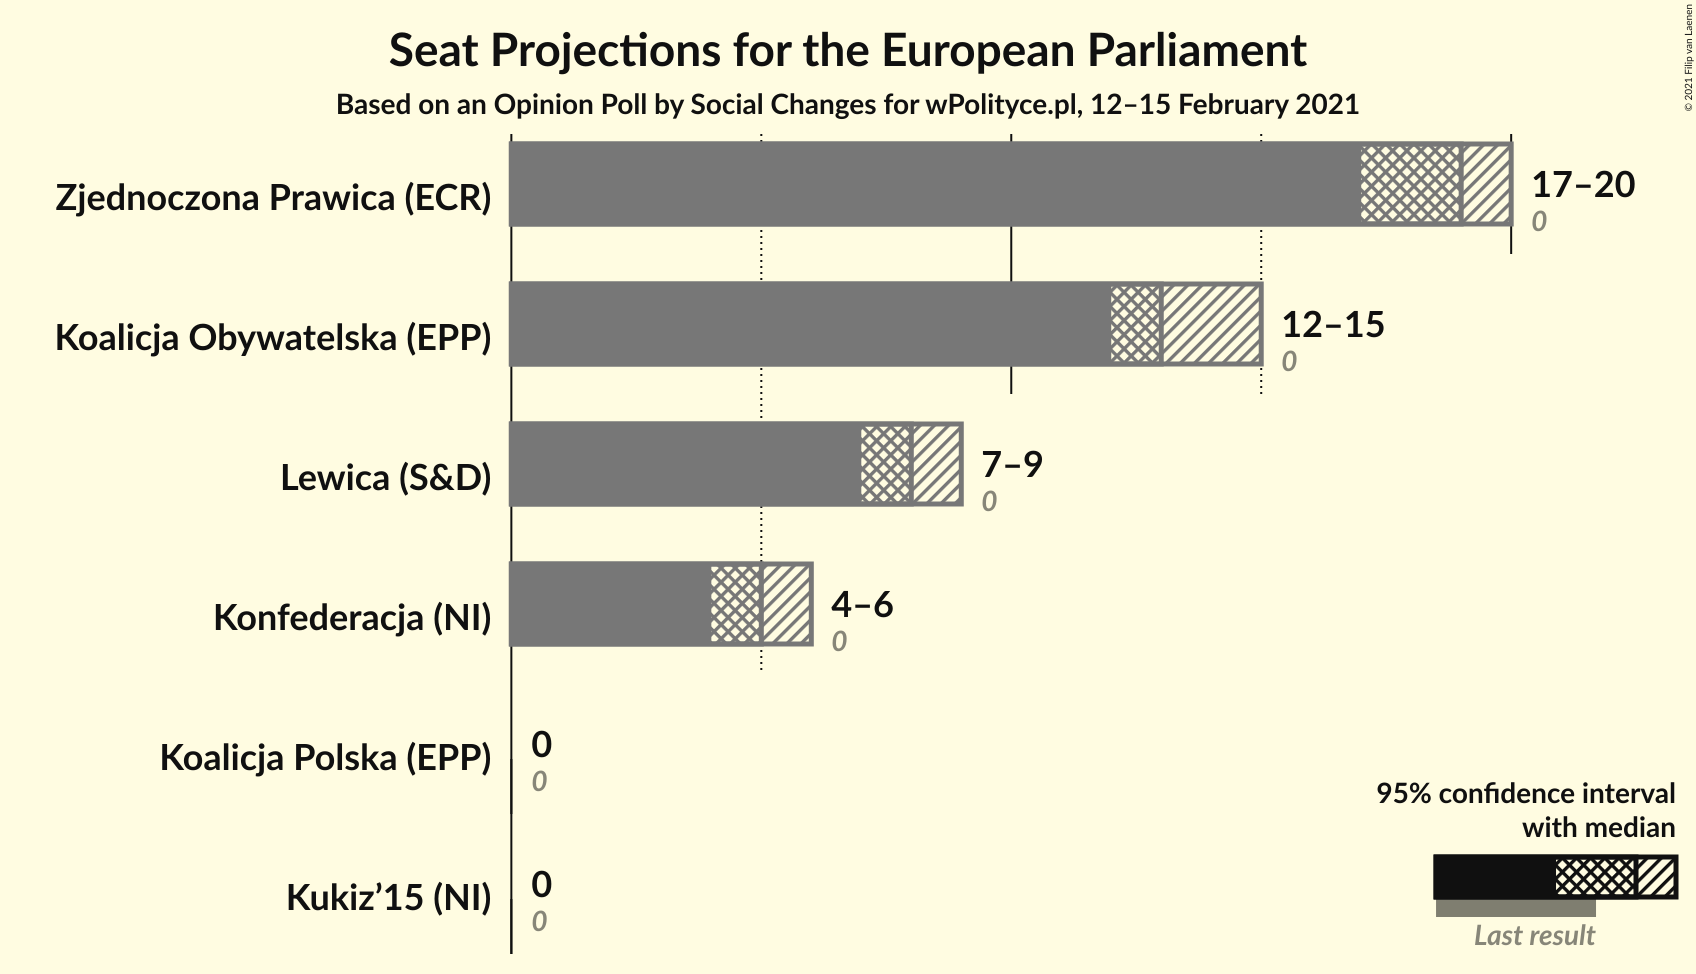 Seat Projections for the European Parliament
Based on an Opinion Poll by Social Changes for wPolityce.pl, 12–15 February 2021
© 2021 Filip van Laenen
Zjednoczona Prawica (ECR)
17–20
0
Koalicja Obywatelska (EPP)
12–15
0
Lewica (S&D)
7–9
0
Konfederacja (NI)
4–6
0
Koalicja Polska (EPP)
0
0
Kukiz’15 (NI)
0
0
95% confidence interval
with median
Last result